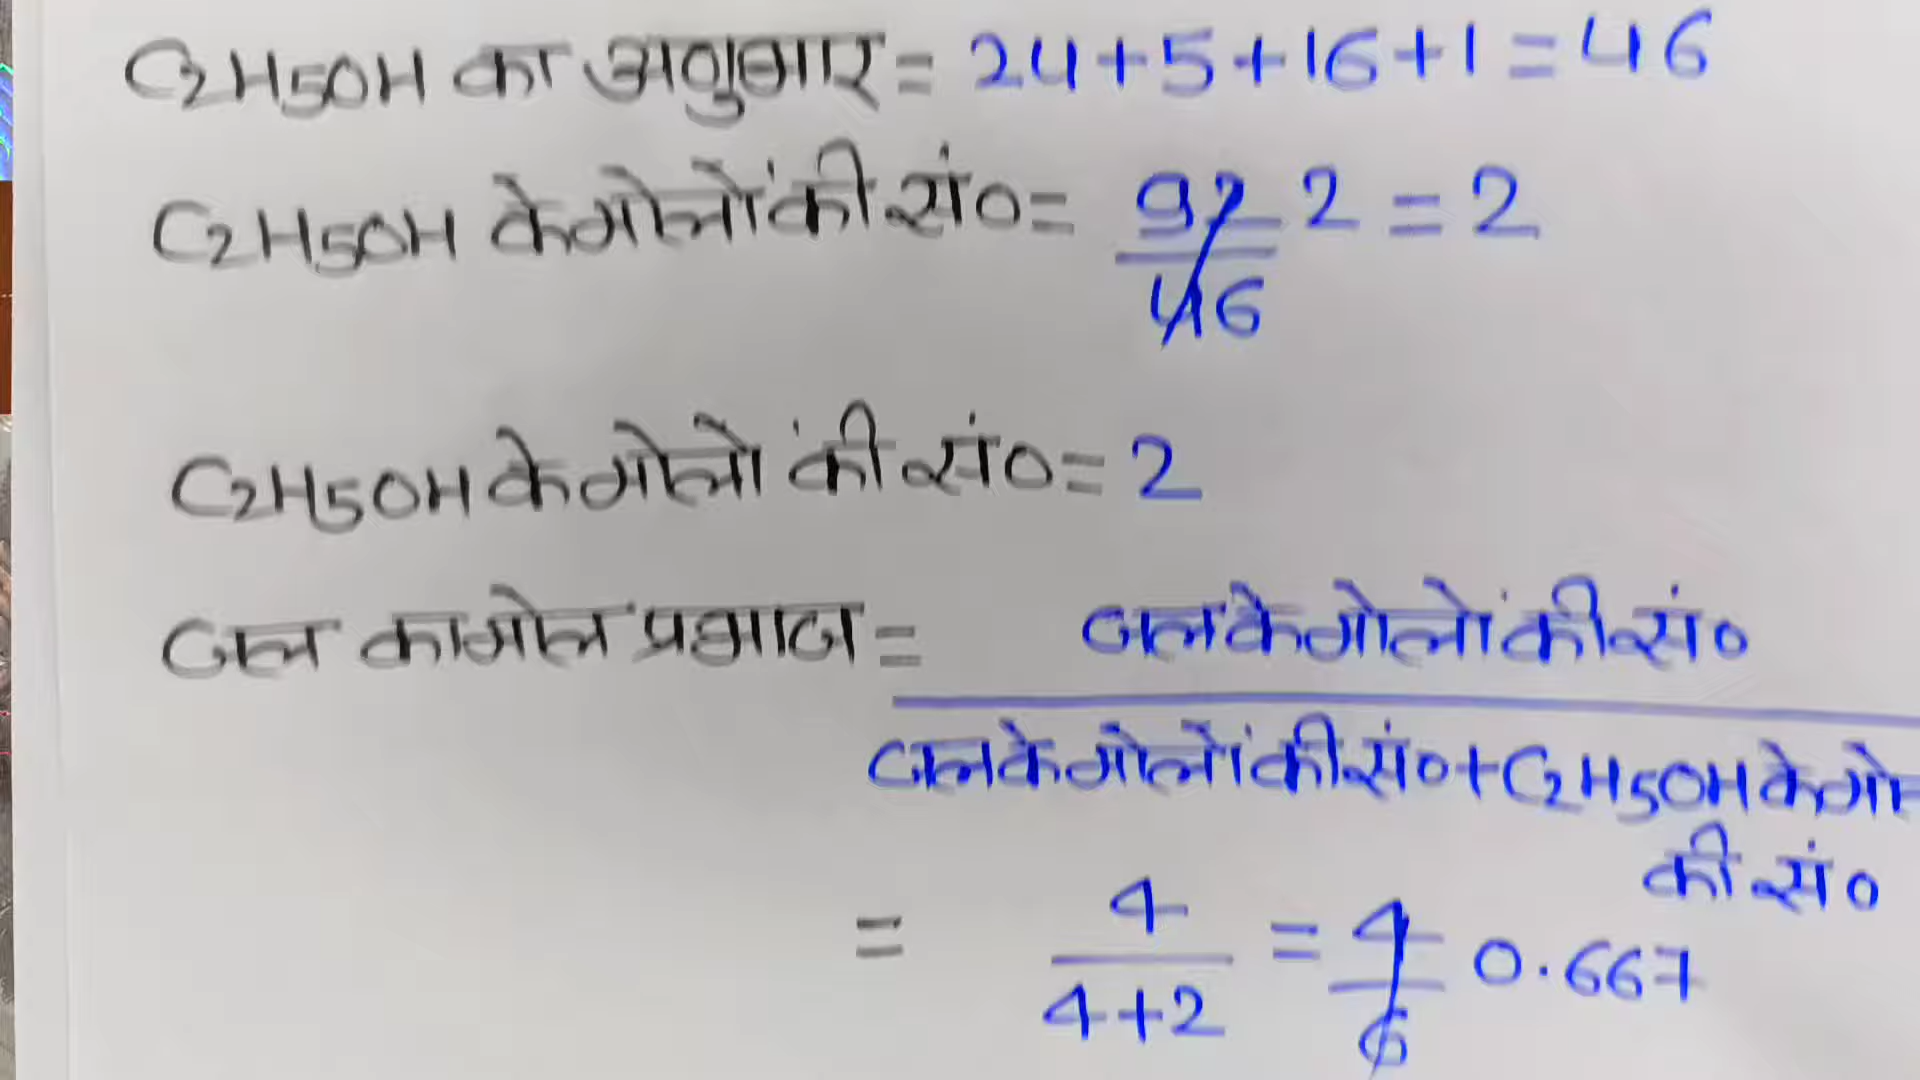 C2H5OH का अणुभार = 24+5+16+1=46
C2H5OH के मोलों की सं० = 92/46 2 = 2
C2H5OH के मोलों की सं० = 2
जल का मोल प्रभाज = जल के मोलों की सं०
जल के मोलों की सं० + C2H5OH के मो
की सं०
= 4/4+2 = 4/6 0.667